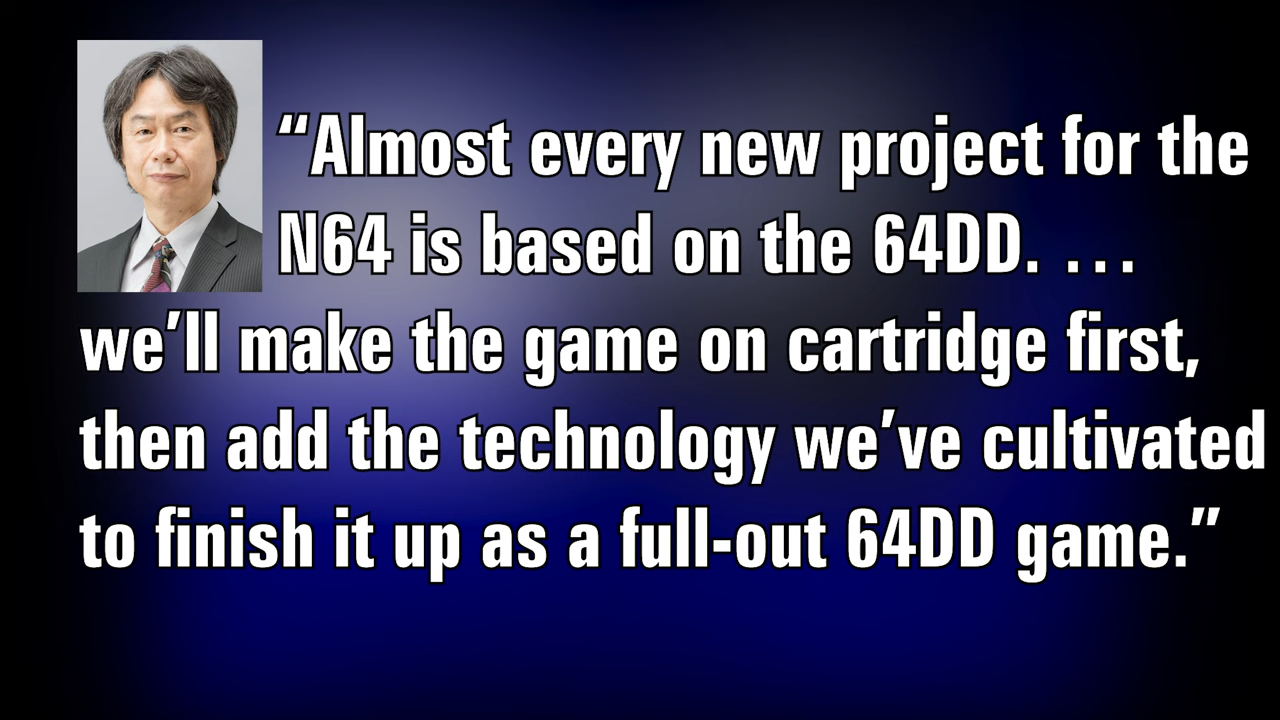 “Almost every new project for the
N64 is based on the 64DD. . . .
we’ll make the game on cartridge first,
then add the technology we’ve cultivated
to finish it up as a full-out 64DD game.”